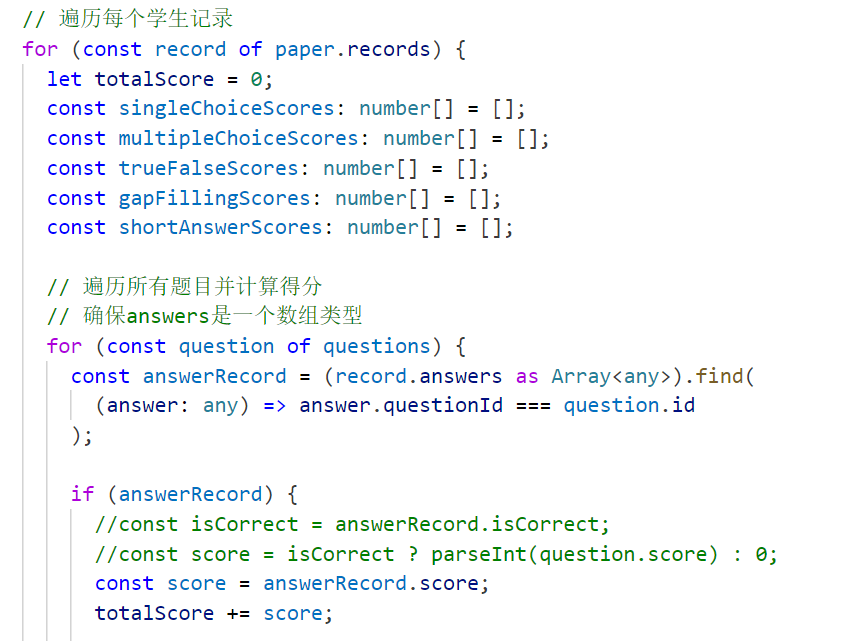 // 遍历每个学生记录
for (const record of paper.records) {
let totalScore = 0;
const singleChoiceScores: number[] = [];
const multipleChoiceScores: number[] = [];
const trueFalseScores: number[] = [];
const gapFillingScores: number[] = [];
const shortAnswerScores: number[] = [];
// 遍历所有题目并计算得分
// 确保answers是一个数组类型
for (const question of questions) {
const answerRecord = (record.answers as Array<any>).find(
(answer: any) => answer.questionId === question.id
);
if (answerRecord) {
//const isCorrect = answerRecord.isCorrect;
//const score = isCorrect ? parseInt(question.score) : 0;
const score = answerRecord.score;
totalScore += score;